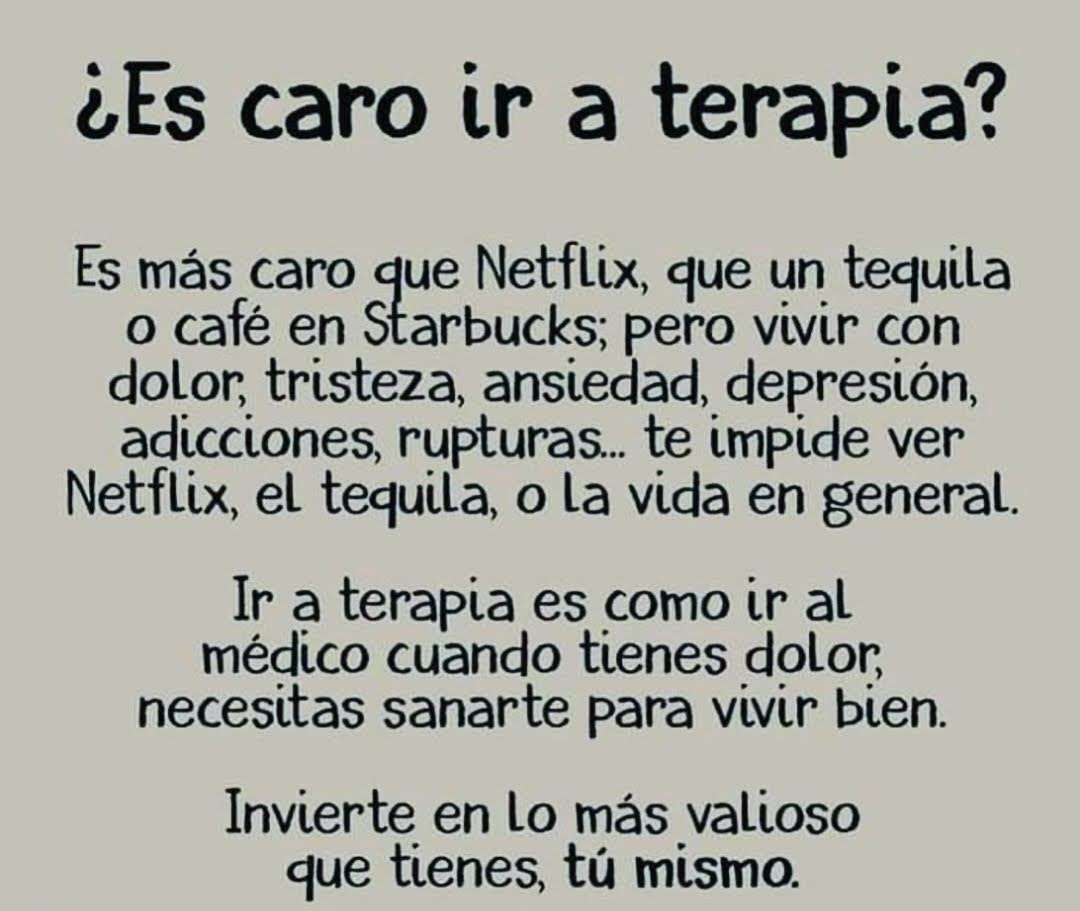 ¿Es caro ir a terapia?
Es más caro que Netflix, que un tequila
o café en Starbucks; pero vivir con
dolor, tristeza, ansiedad, depresión,
adicciones, rupturas... te impide ver
Netflix, el tequila, o la vida en general.
Ir a terapia es como ir al
médico cuando tienes dolor,
necesitas sanarte para vivir bien.
Invierte en lo más valioso
que tienes, tú mismo.